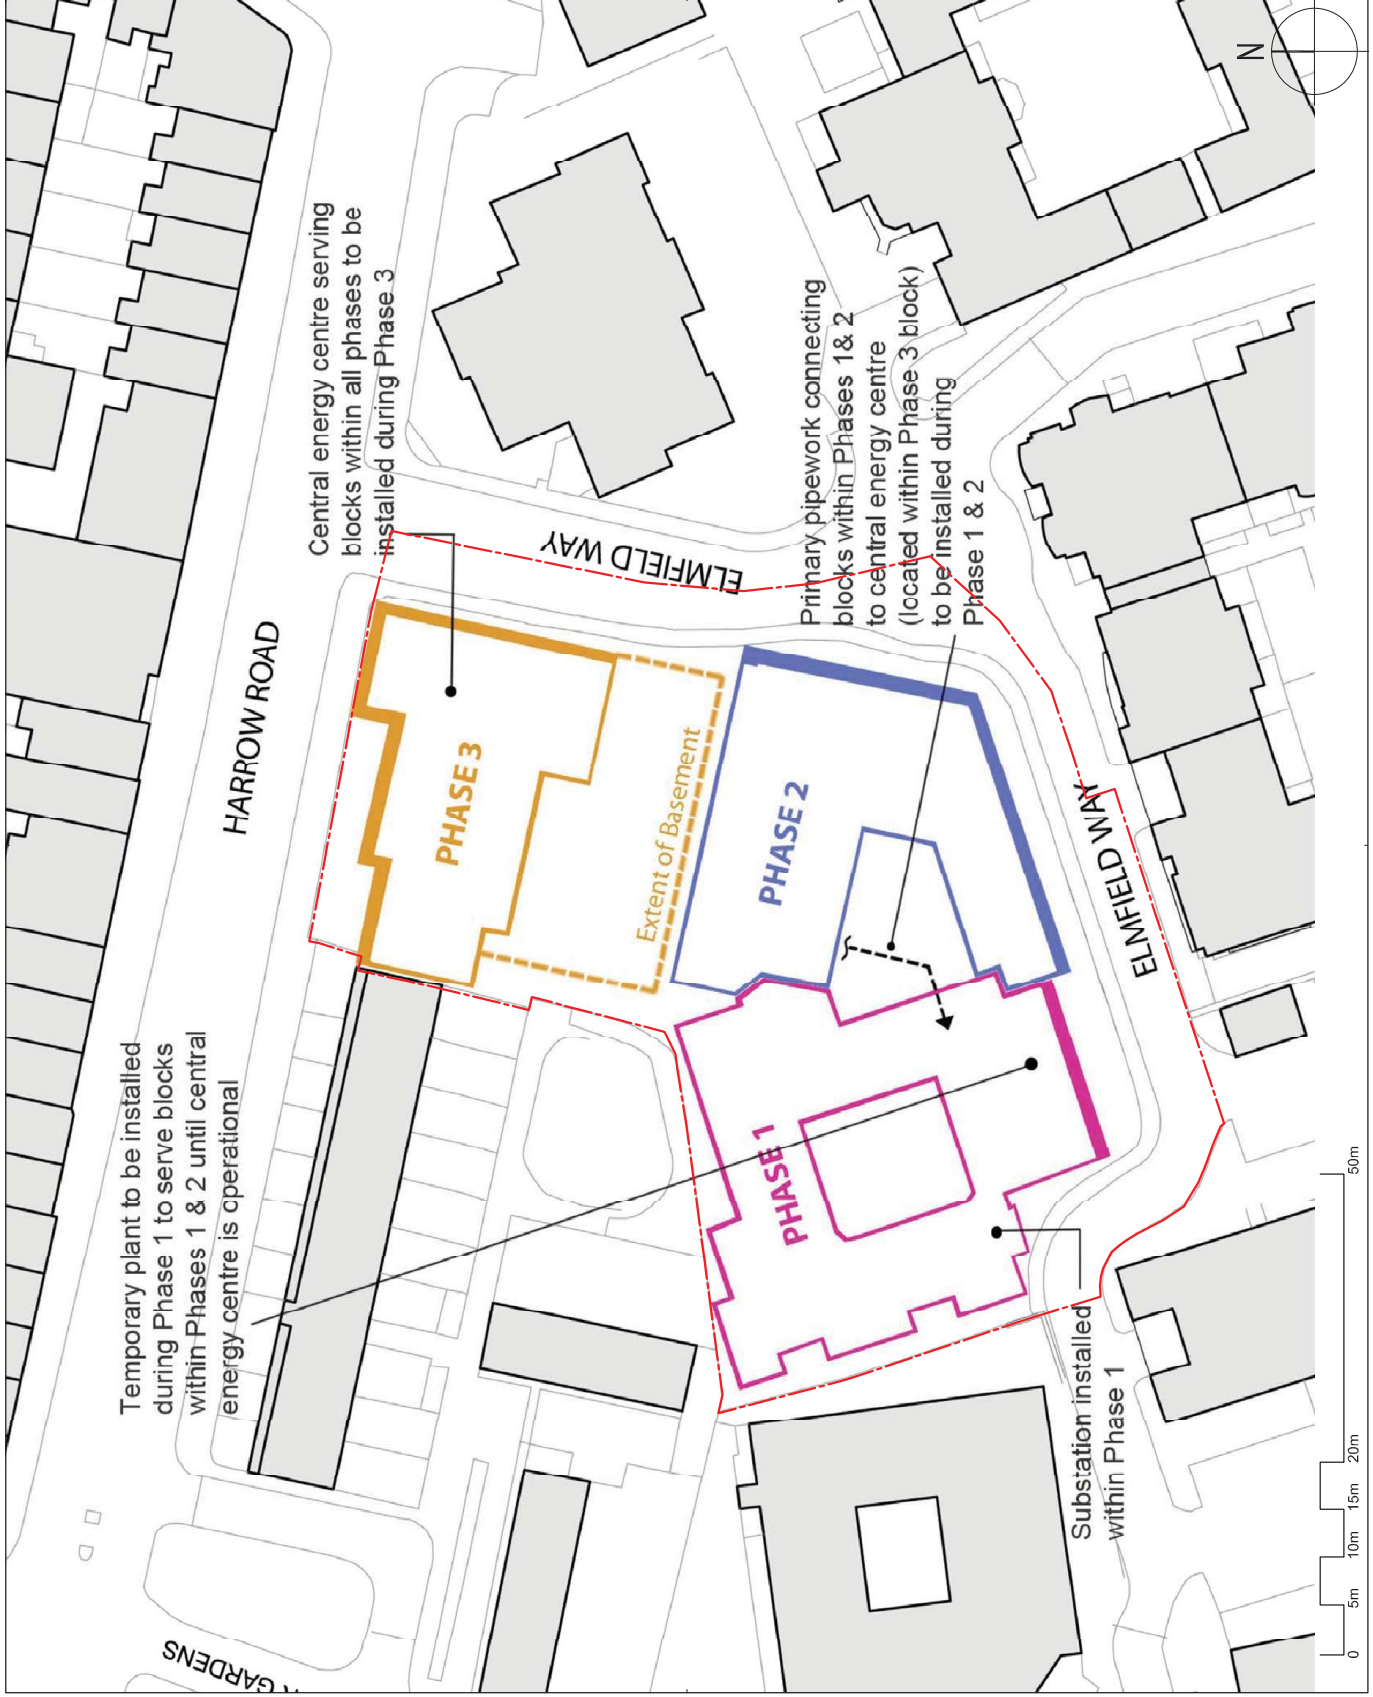 HARROW ROAD
Central energy centre serving
blocks within all phases to be
installed during Phase 3
ELMFIELD WAY
Primary pipework connecting
blocks within Phases 1& 2
to central energy centre
(located within Phase 3 block)
to be installed during
Phase 1 & 2
PHASE 3
Extent of Basement
PHASE 2
ELMFIELD WAY
Temporary plant to be installed
during Phase 1 to serve blocks
within Phases 1 & 2 until central
energy centre is operational
PHASE 1
Substation installed
within Phase 1
GARDENS
N
0 5m 10m 15m 20m 50m